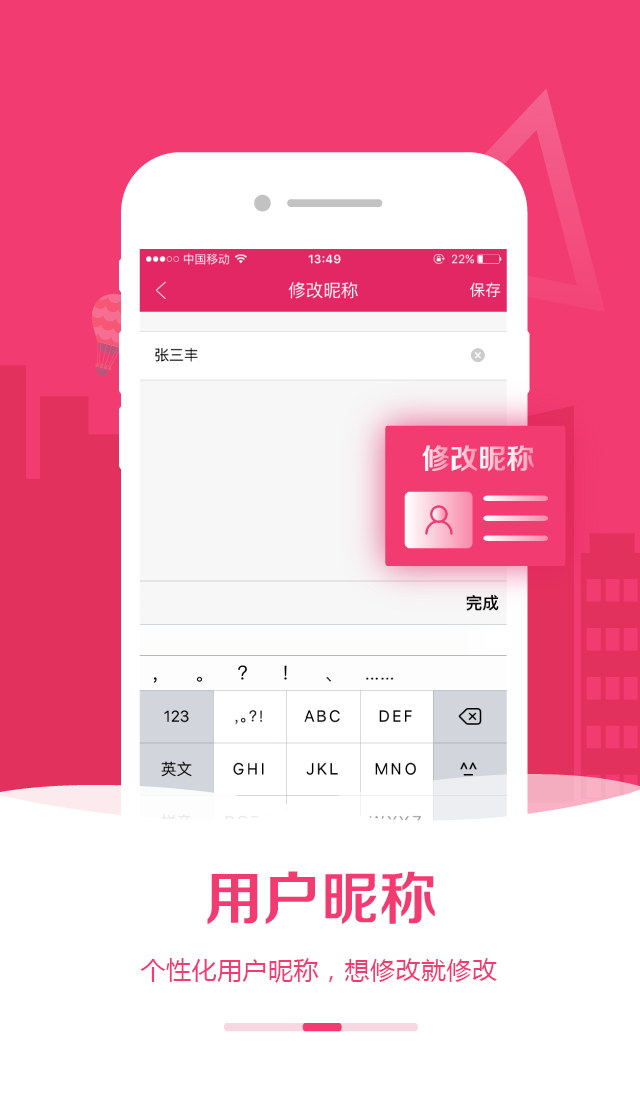 中国移动 13:49 22%
修改昵称 保存
张三丰
修改昵称
完成
， 。 ？ ！ 、 ……
123 ,。?! ABC DEF
英文 GHI JKL MNO ^^
用户昵称
个性化用户昵称，想修改就修改